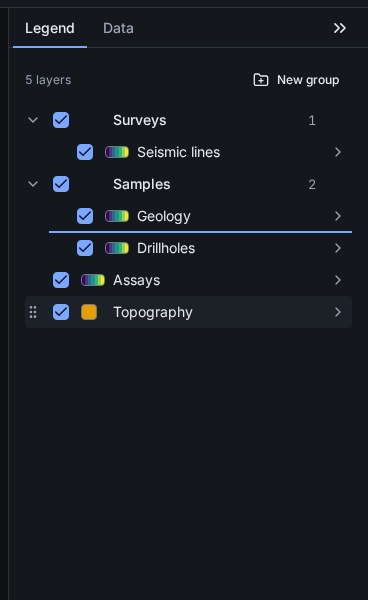 Legend Data
5 layers New group
Surveys 1
Seismic lines
Samples 2
Geology
Drillholes
Assays
Topography